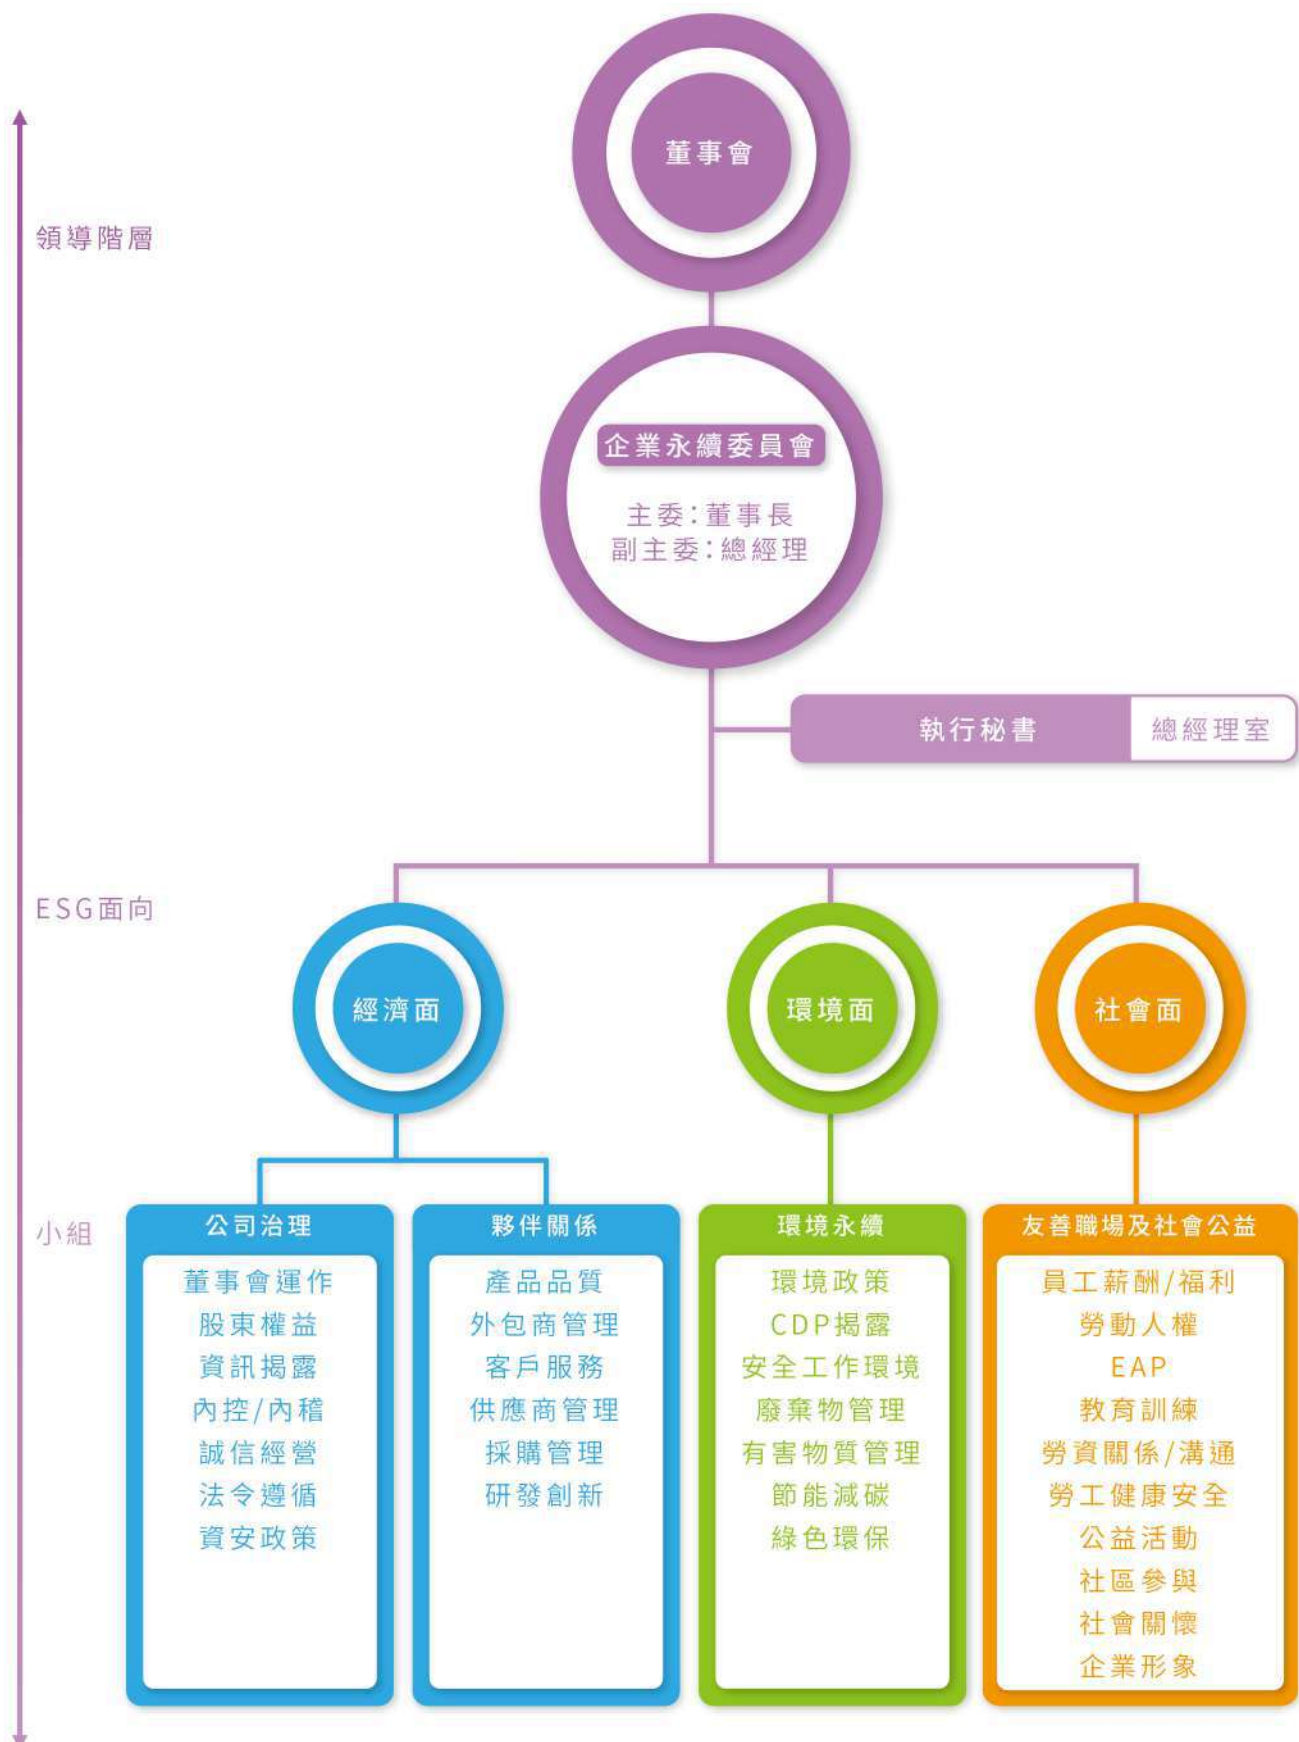 董事會
領導階層
企業永續委員會
主委：董事長
副主委：總經理
執行秘書
總經理室
ESG面向
經濟面
環境面
社會面
小組
公司治理
董事會運作
股東權益
資訊揭露
內控/內稽
誠信經營
法令遵循
資安政策
夥伴關係
產品品質
外包商管理
客戶服務
供應商管理
採購管理
研發創新
環境永續
環境政策
CDP揭露
安全工作環境
廢棄物管理
有害物質管理
節能減碳
綠色環保
友善職場及社會公益
員工薪酬/福利
勞動人權
EAP
教育訓練
勞資關係/溝通
勞工健康安全
公益活動
社區參與
社會關懷
企業形象